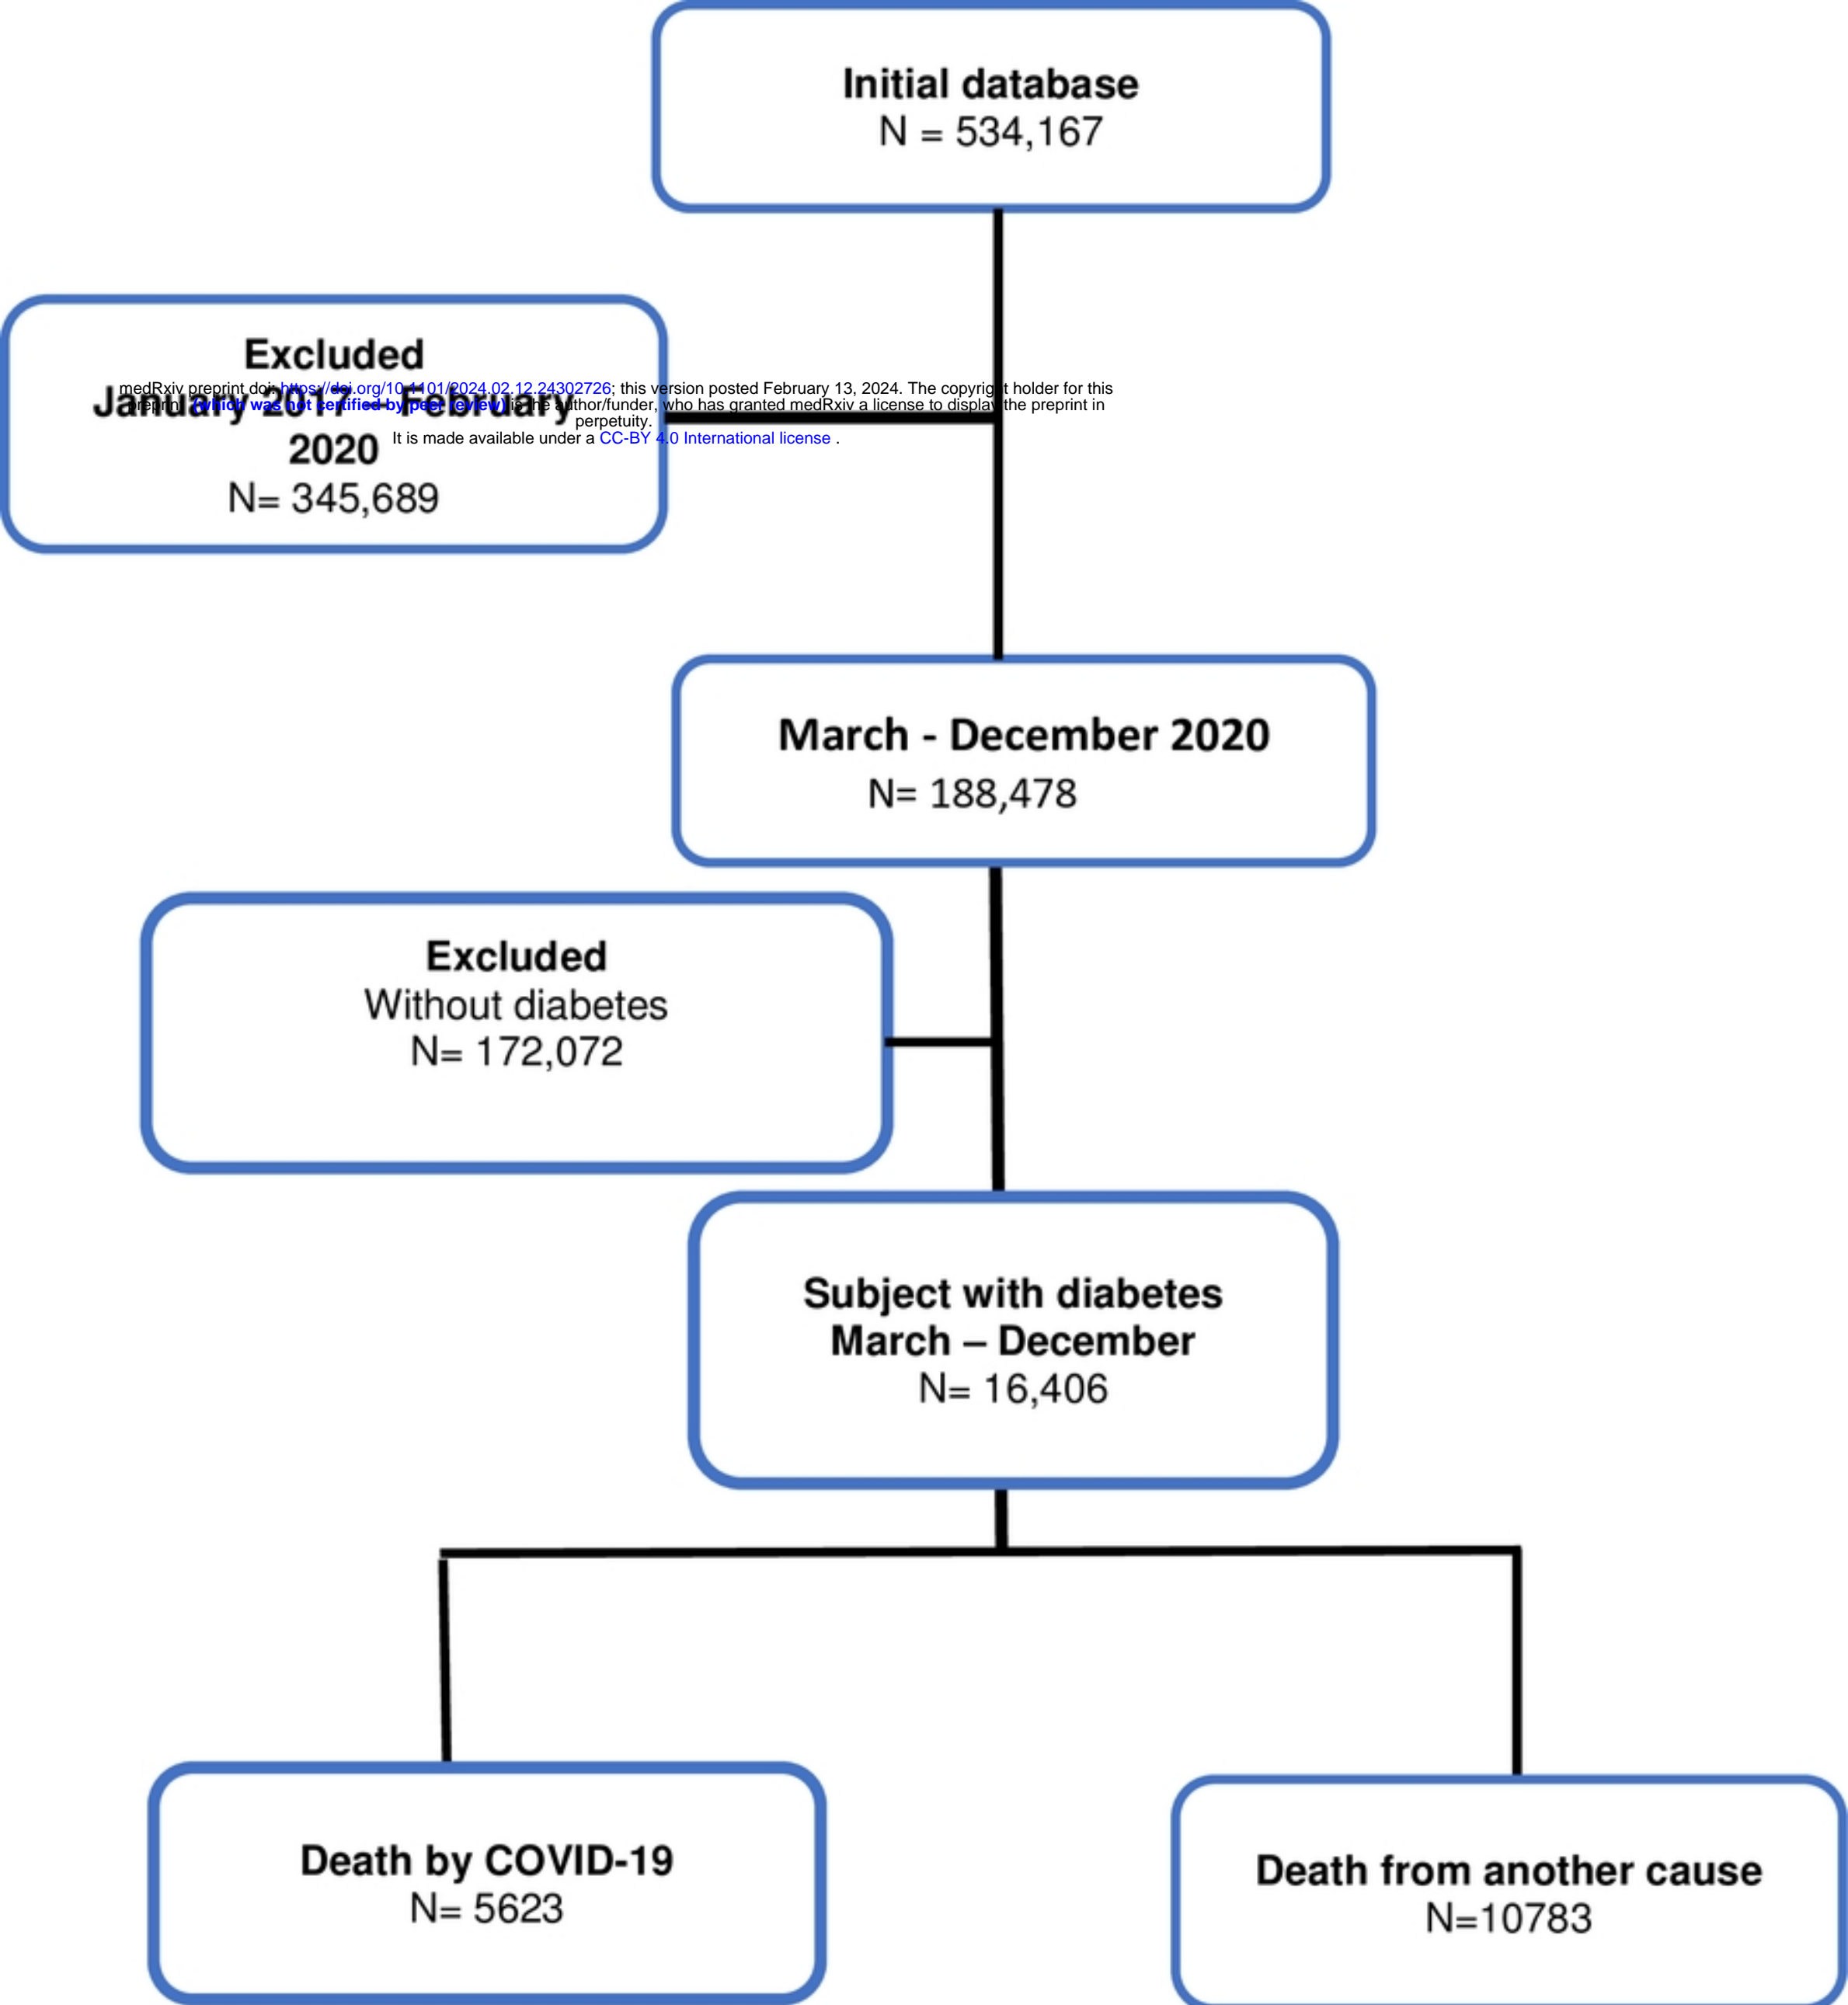 Initial database
N = 534,167
Excluded
January 2017 – February
2020
N= 345,689
medRxiv preprint doi: https://doi.org/10.1101/2024.02.12.24302726; this version posted February 13, 2024. The copyright holder for this
preprint (which was not certified by peer review) is the author/funder, who has granted medRxiv a license to display the preprint in
perpetuity.
It is made available under a CC-BY 4.0 International license .
March - December 2020
N= 188,478
Excluded
Without diabetes
N= 172,072
Subject with diabetes
March – December
N= 16,406
Death by COVID-19
N= 5623
Death from another cause
N=10783